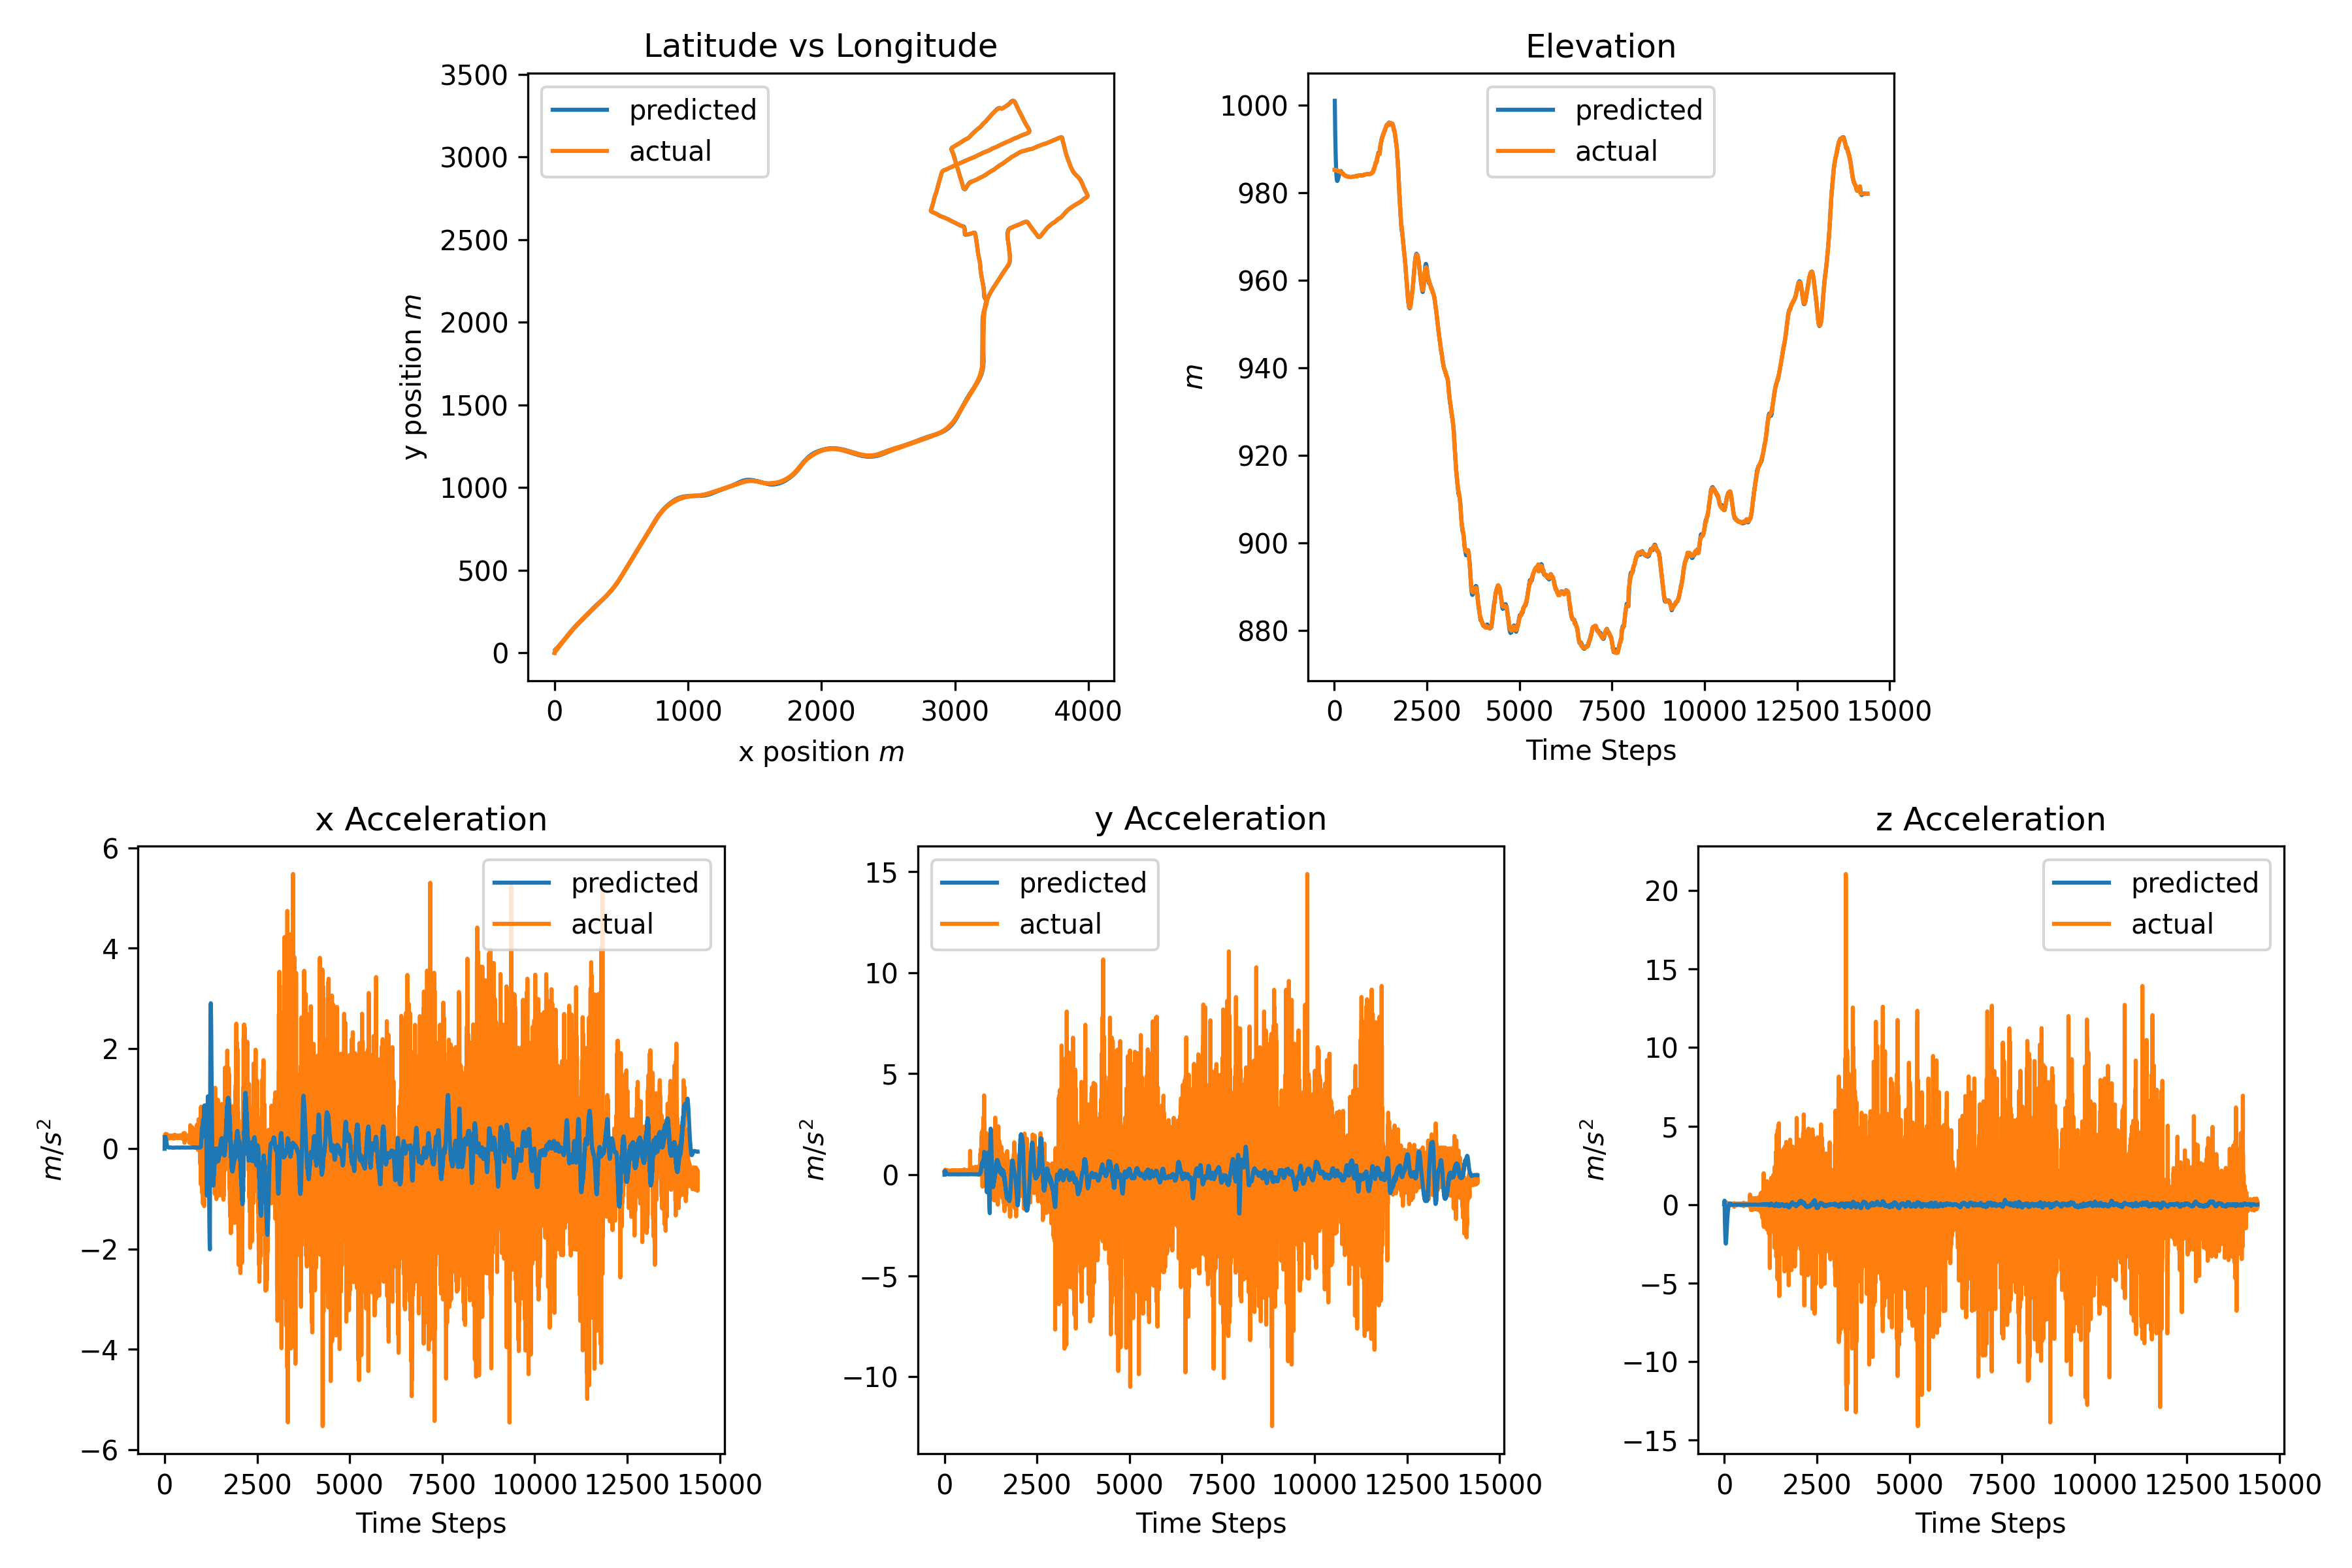 Latitude vs Longitude
3500
3000
2500
2000
1500
1000
500
0
y position m
predicted
actual
0 1000 2000 3000 4000
x position m
Elevation
1000
980
960
940
920
900
880
m
predicted
actual
0 2500 5000 7500 10000 12500 15000
Time Steps
x Acceleration
6
4
2
0
−2
−4
−6
m/s²
predicted
actual
0 2500 5000 7500 10000 12500 15000
Time Steps
y Acceleration
15
10
5
0
−5
−10
m/s²
predicted
actual
0 2500 5000 7500 10000 12500 15000
Time Steps
z Acceleration
20
15
10
5
0
−5
−10
−15
m/s²
predicted
actual
0 2500 5000 7500 10000 12500 15000
Time Steps